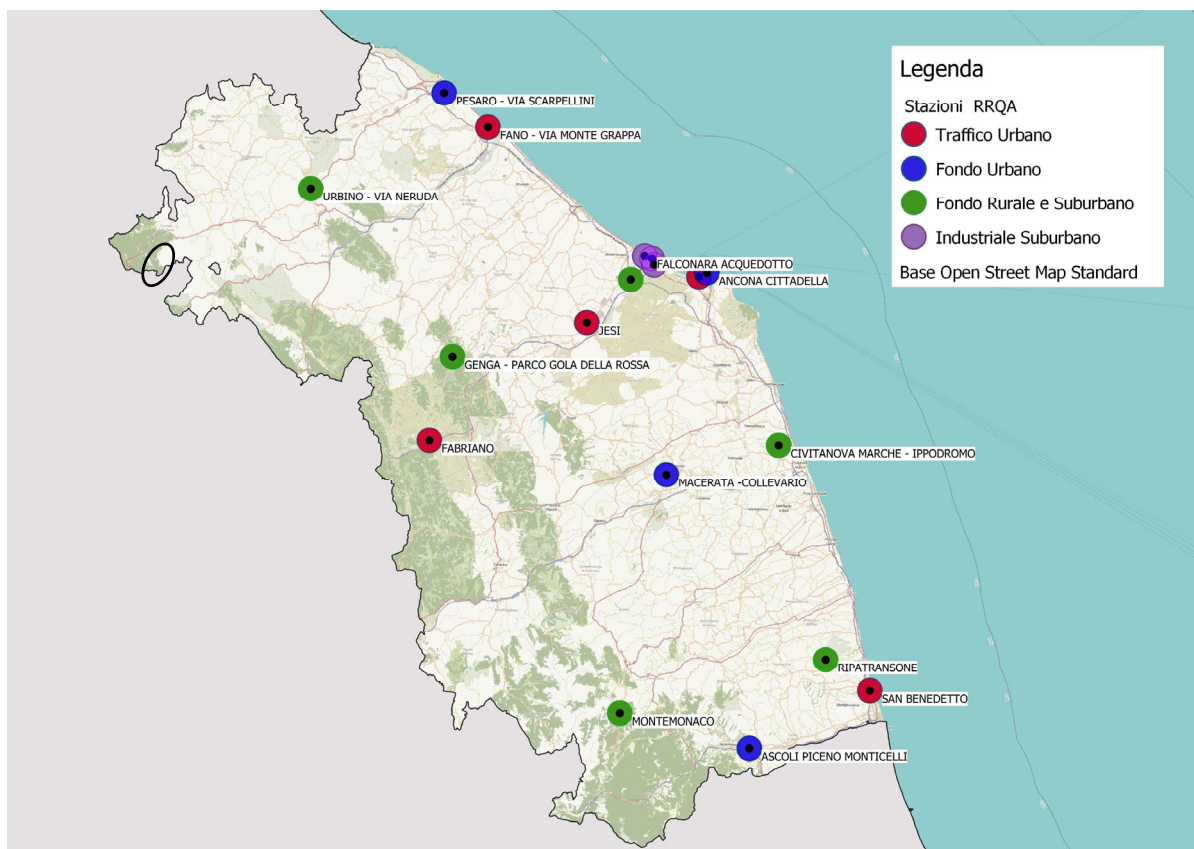 Legenda
Stazioni RRQA
Traffico Urbano
Fondo Urbano
Fondo Rurale e Suburbano
Industriale Suburbano
Base Open Street Map Standard
PESARO - VIA SCARPELLINI
FANO - VIA MONTE GRAPPA
URBINO - VIA NERUDA
FALCONARA ACQUEDOTTO
ANCONA CITTADELLA
JESI
GENGA - PARCO GOLA DELLA ROSSA
FABRIANO
CIVITANOVA MARCHE - IPPODROMO
MACERATA -COLLEVARIO
RIPATRANSONE
SAN BENEDETTO
MONTEMONACO
ASCOLI PICENO MONTICELLI